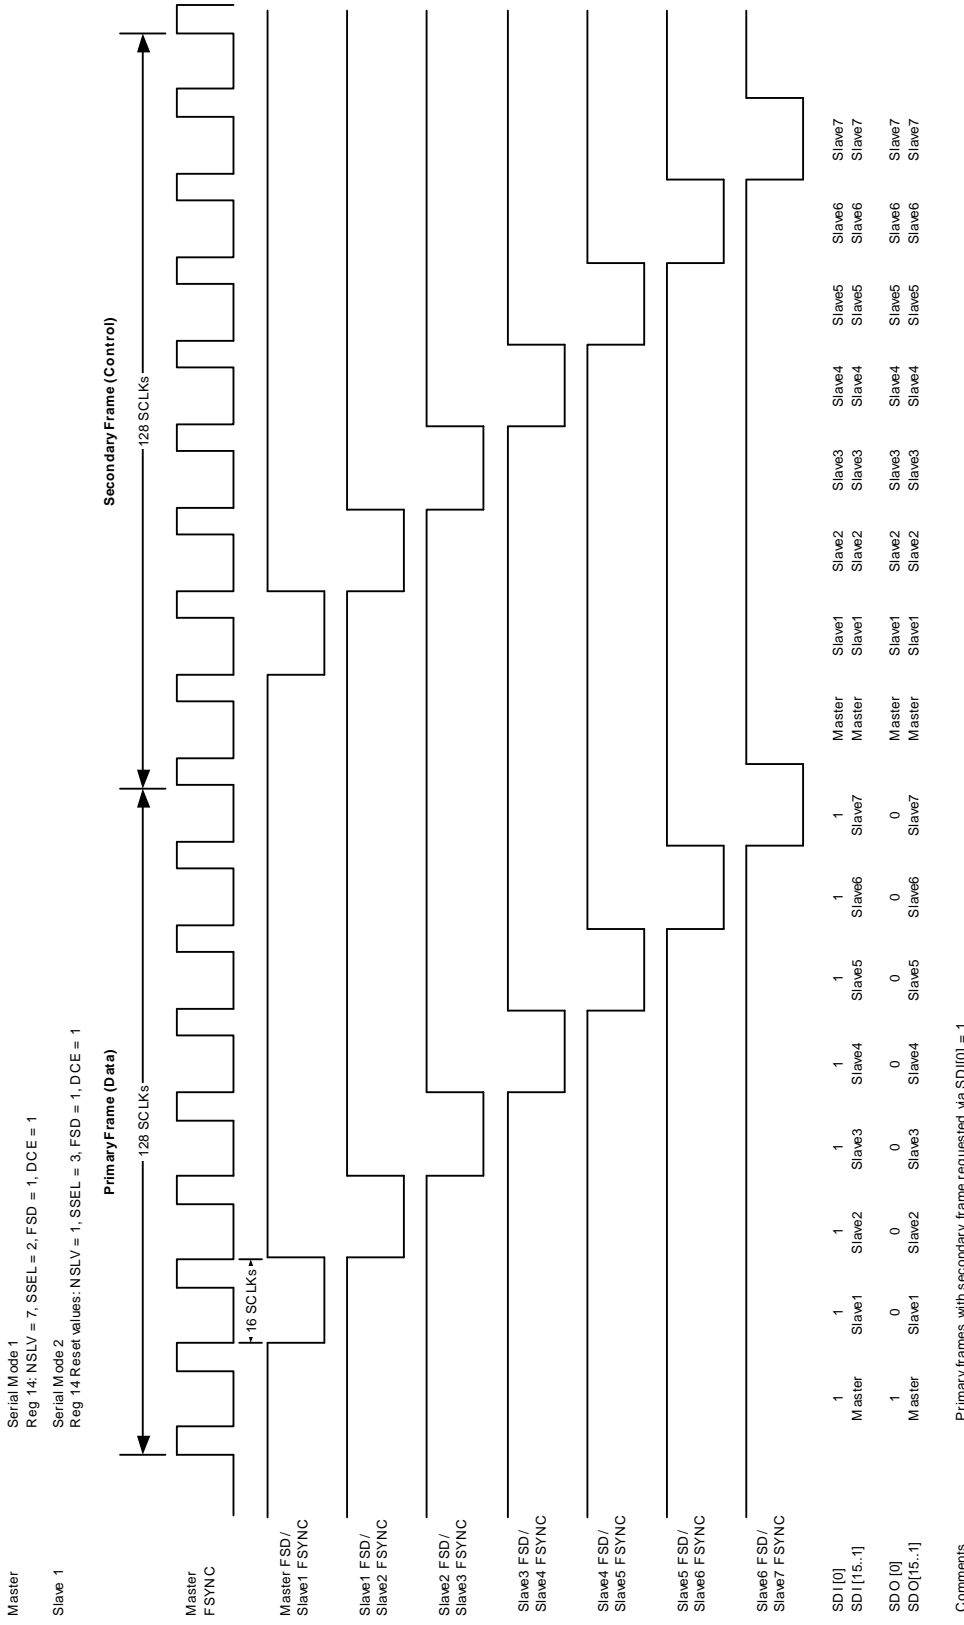 Master
Serial Mode 1
Reg 14: NSLV = 7, SSEL = 2, FSD = 1, DCE = 1
Slave 1
Serial Mode 2
Reg 14 Reset values: NSLV = 1, SSEL = 3, FSD = 1, DCE = 1
Primary Frame (Data)
Secondary Frame (Control)
128 SCLKs
128 SCLKs
Master
FSYNC
16 SCLKs
Master FSD/
Slave1 FSYNC
Slave1 FSD/
Slave2 FSYNC
Slave2 FSD/
Slave3 FSYNC
Slave3 FSD/
Slave4 FSYNC
Slave4 FSD/
Slave5 FSYNC
Slave5 FSD/
Slave6 FSYNC
Slave6 FSD/
Slave7 FSYNC
SDI[0] 1 1 1 1 1 1 1 1 Master Slave1 Slave2 Slave3 Slave4 Slave5 Slave6 Slave7
SDI[15..1] Master Slave1 Slave2 Slave3 Slave4 Slave5 Slave6 Slave7 Master Slave1 Slave2 Slave3 Slave4 Slave5 Slave6 Slave7
SDO[0] 1 0 0 0 0 0 0 0 Master Slave1 Slave2 Slave3 Slave4 Slave5 Slave6 Slave7
SDO[15..1] Master Slave1 Slave2 Slave3 Slave4 Slave5 Slave6 Slave7 Master Slave1 Slave2 Slave3 Slave4 Slave5 Slave6 Slave7
Comments Primary frames with secondary frame requested via SDI[0] = 1